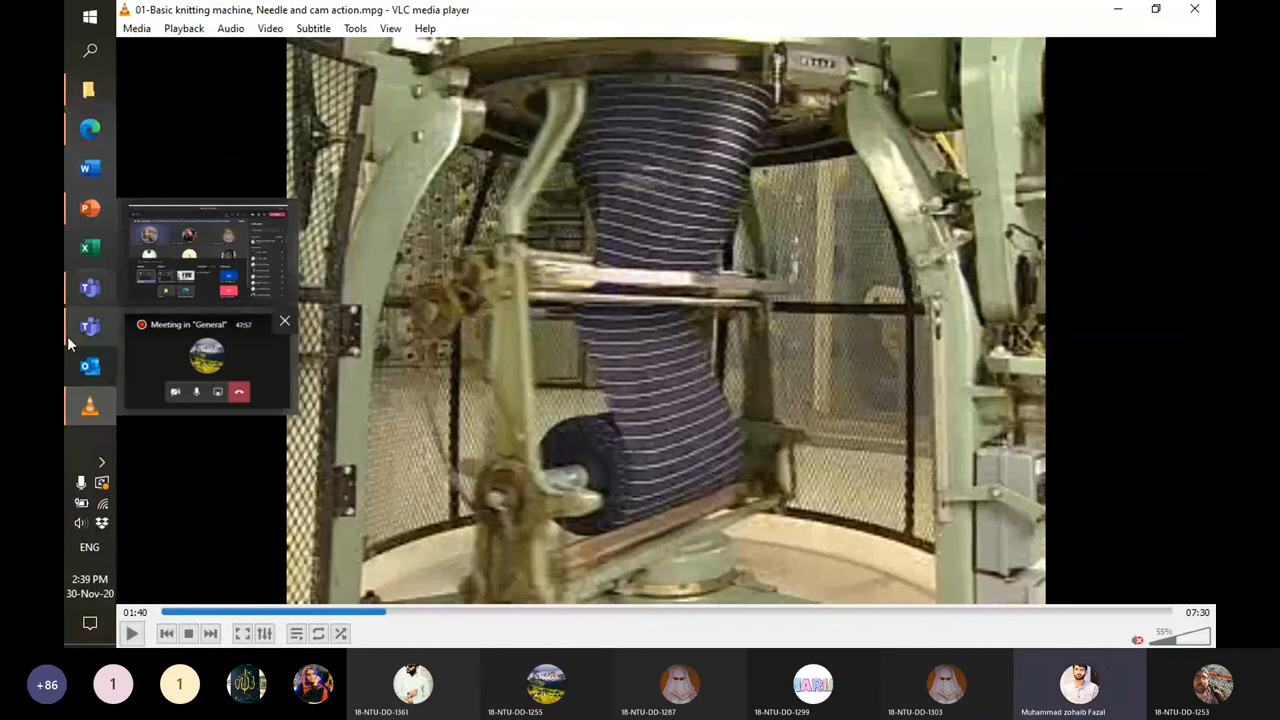 01-Basic knitting machine, Needle and cam action.mpg - VLC media player
Media Playback Audio Video Subtitle Tools View Help
Meeting in "General" 47:57
ENG
2:39 PM
30-Nov-20
01:40
07:30
55%
+86
1
1
18-NTU-DD-1361
18-NTU-DD-1255
18-NTU-DD-1287
18-NTU-DD-1299
18-NTU-DD-1303
Muhammad zohaib Fazal
18-NTU-DD-1253